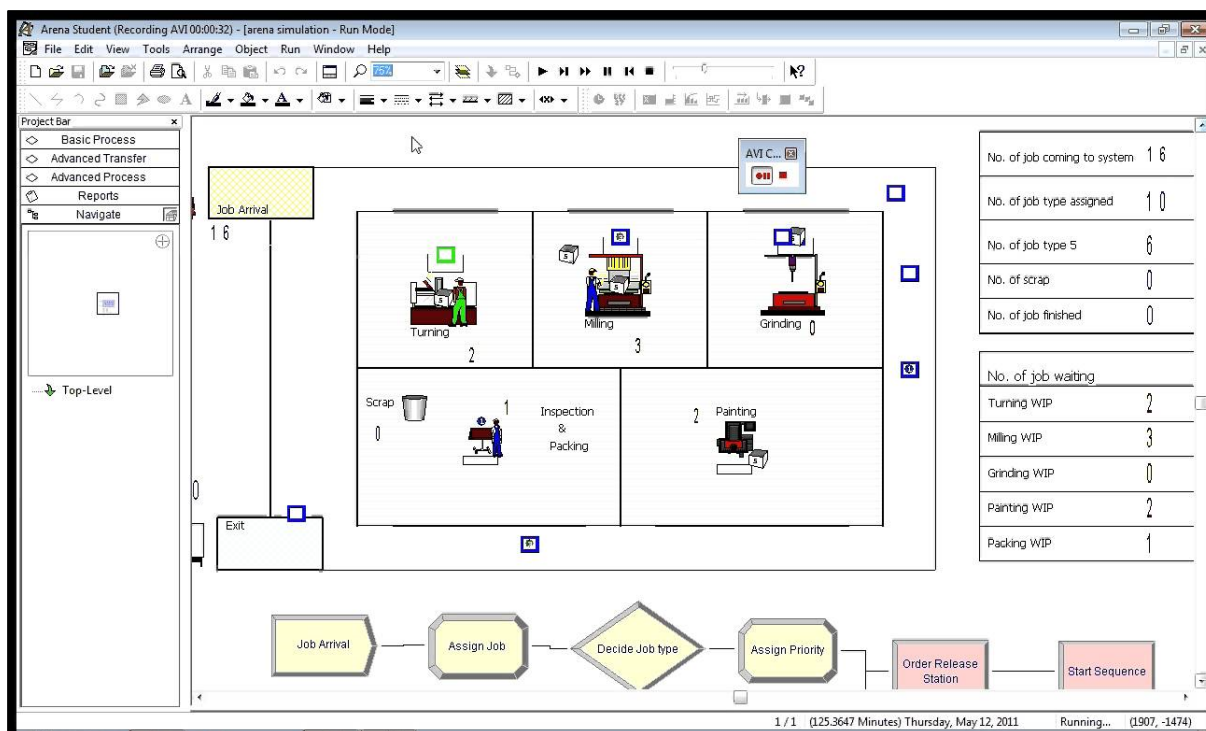 Arena Student (Recording AVI 00:00:32) - [arena simulation - Run Mode]
File Edit View Tools Arrange Object Run Window Help
75%
Project Bar
Basic Process
Advanced Transfer
Advanced Process
Reports
Navigate
Top-Level
AVI C...
Job Arrival
16
Turning
2
Milling
3
Grinding 0
Scrap
0
1
Inspection
&
Packing
2 Painting
0
Exit
No. of job coming to system 16
No. of job type assigned 10
No. of job type 5 6
No. of scrap 0
No. of job finished 0
No. of job waiting
Turning WIP 2
Milling WIP 3
Grinding WIP 0
Painting WIP 2
Packing WIP 1
Job Arrival
Assign Job
Decide Job type
Assign Priority
Order Release
Station
Start Sequence
1 / 1 (125.3647 Minutes) Thursday, May 12, 2011 Running... (1907, -1474)